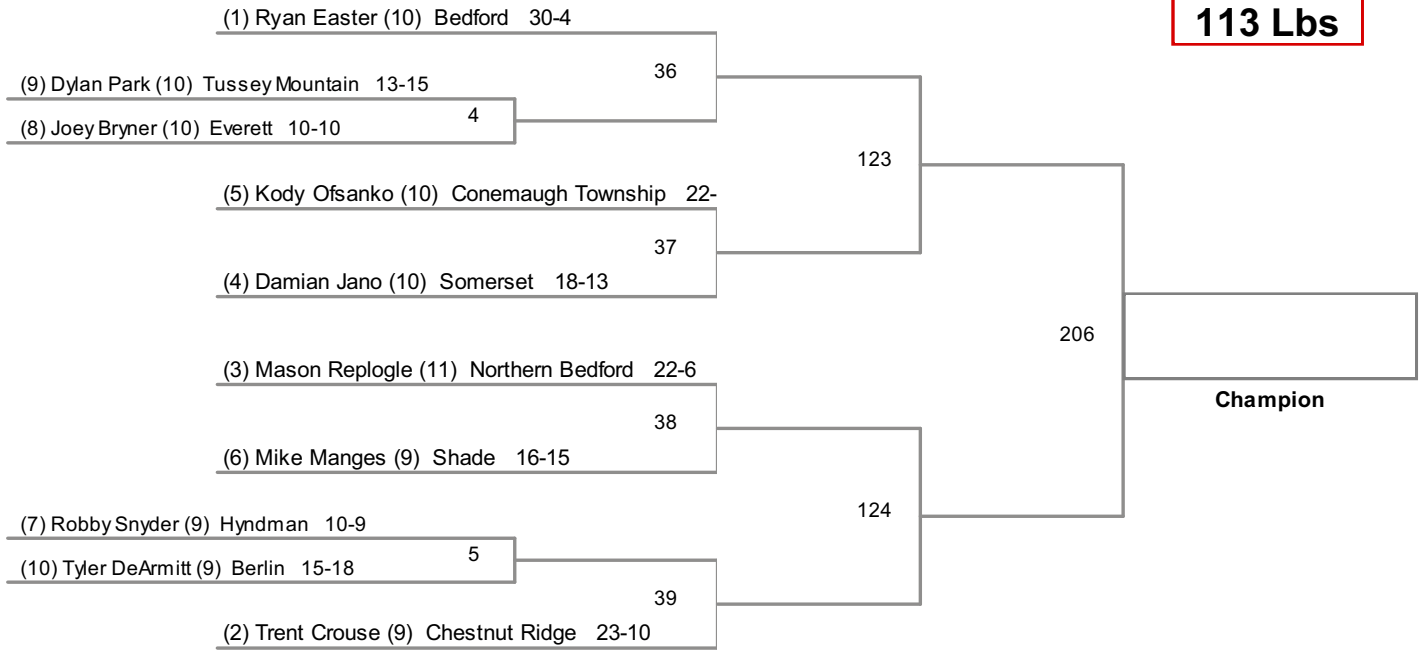 (1) Ryan Easter (10) Bedford 30-4
113 Lbs
36
(9) Dylan Park (10) Tussey Mountain 13-15
4
(8) Joey Bryner (10) Everett 10-10
123
(5) Kody Ofsanko (10) Conemaugh Township 22-
37
(4) Damian Jano (10) Somerset 18-13
206
(3) Mason Replogle (11) Northern Bedford 22-6
Champion
38
(6) Mike Manges (9) Shade 16-15
124
(7) Robby Snyder (9) Hyndman 10-9
5
(10) Tyler DeArmitt (9) Berlin 15-18
39
(2) Trent Crouse (9) Chestnut Ridge 23-10